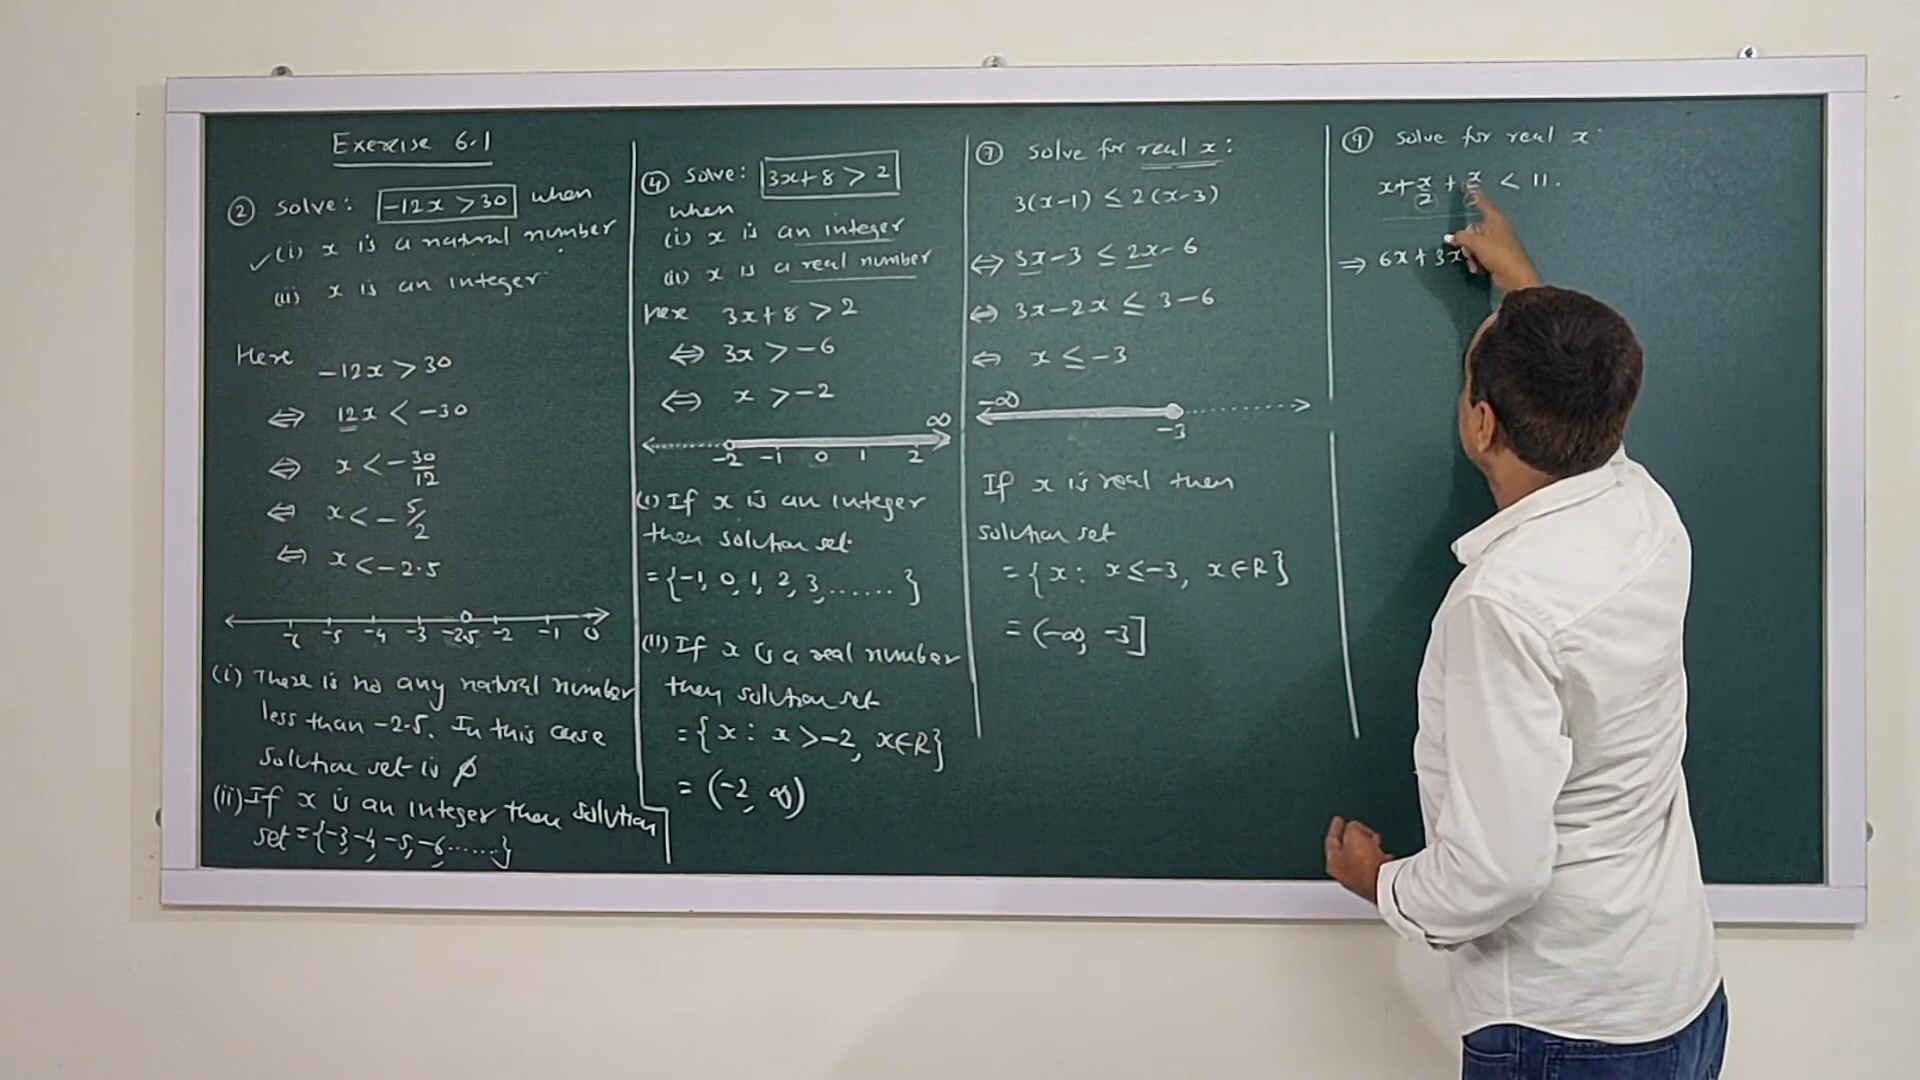 Exercise 6.1
② Solve: -12x > 30 when
✓(i) x is a natural number
(ii) x is an integer
Here -12x > 30
⇔ 12x < -30
⇔ x < -30/12
⇔ x < -5/2
⇔ x < -2.5
-5 -4 -3 -2.5 -2 -1 0
(i) There is no any natural number
less than -2.5. In this case
solution set is φ
(ii) If x is an integer then solution
set = {-3, -4, -5, -6 ......}
④ Solve: 3x+8 > 2
when
(i) x is an integer
(ii) x is a real number
Here 3x+8 > 2
⇔ 3x > -6
⇔ x > -2
∞
-2 -1 0 1 2
(i) If x is an integer
then solution set
= {-1, 0, 1, 2, 3, ...... }
(ii) If x is a real number
then solution set
= {x : x > -2, x∈R}
= (-2, ∞)
⑦ Solve for real x :
3(x-1) ≤ 2(x-3)
⇔ 3x-3 ≤ 2x-6
⇔ 3x-2x ≤ 3-6
⇔ x ≤ -3
-∞
-3
If x is real then
solution set
= {x : x ≤ -3, x∈R}
= (-∞, -3]
⑨ Solve for real x
x + x/2 + x/3 < 11.
⇒ 6x + 3x